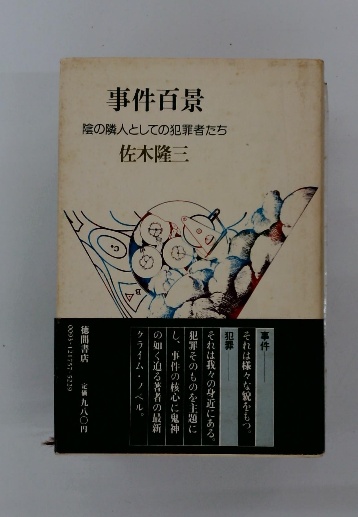 事件百景
陰の隣人としての犯罪者たち
佐木隆三
事件――
それは様々な貌をもつ。
犯罪――
それは我々の身近にある。
犯罪そのものを主題に
し、事件の核心に鬼神
の如く迫る著者の最新
クライム・ノベル。
徳間書店
定価九八〇円